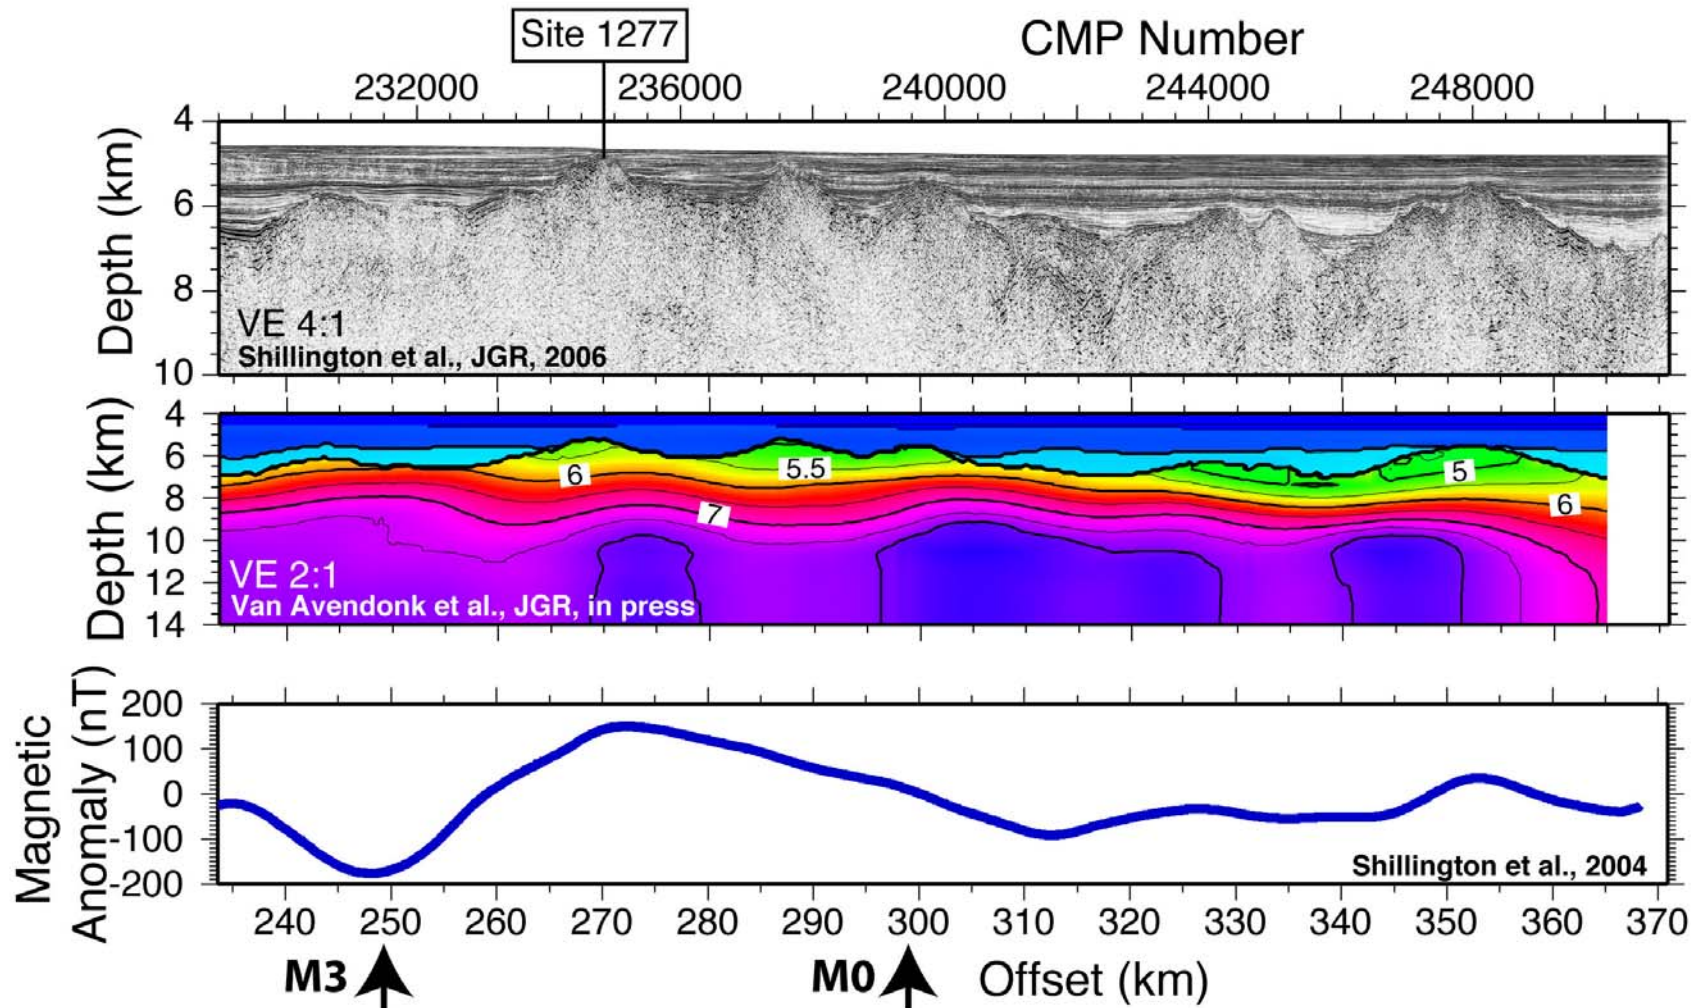 Site 1277
CMP Number
232000 236000 240000 244000 248000
Depth (km)
4
6
8
10
VE 4:1
Shillington et al., JGR, 2006
Depth (km)
4
6
8
10
12
14
6
5.5
5
7
6
VE 2:1
Van Avendonk et al., JGR, in press
Magnetic
Anomaly (nT)
200
100
0
-100
-200
Shillington et al., 2004
240 250 260 270 280 290 300 310 320 330 340 350 360 370
M3 M0 Offset (km)